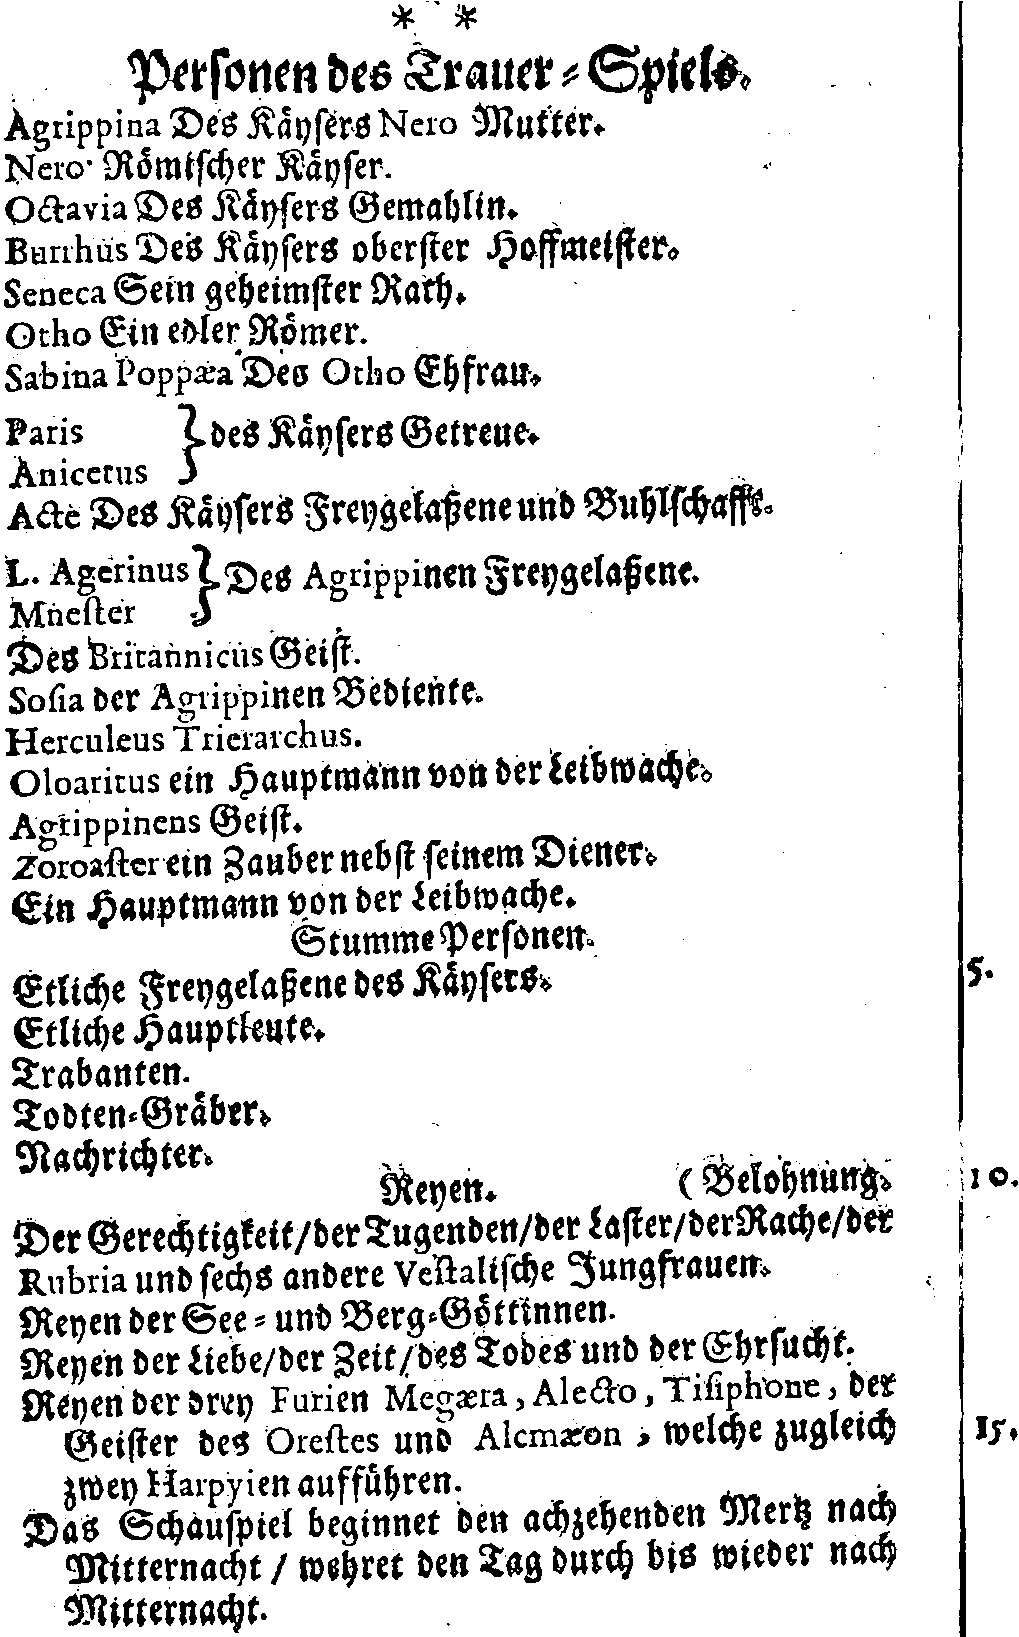 * *
Personen des Trauer-Spiels.
Agrippina Des Käysers Nero Mutter.
Nero Römischer Käyser.
Octavia Des Käysers Gemahlin.
Burrhus Des Käysers oberster Hoffmeister.
Seneca Sein geheimster Rath.
Otho Ein edler Römer.
Sabina Poppæa Des Otho Ehfrau.
Paris
Anicetus } des Käysers Getreue.
Acte Des Käysers Freygelaßene und Buhlschafft.
L. Agerinus
Mnester } Des Agrippinen Freygelaßene.
Des Britannicus Geist.
Sosia der Agrippinen Bediente.
Herculeus Trierarchus.
Oloaritus ein Hauptmann von der Leibwache.
Agrippinens Geist.
Zoroaster ein Zauber nebst seinem Diener.
Ein Hauptmann von der Leibwache.
Stumme Personen.
Etliche Freygelaßene des Käysers.
5.
Etliche Hauptleute.
Trabanten.
Todten-Gräber.
Nachrichter.
Reyen. (Belohnung.
10.
Der Gerechtigkeit/der Tugenden/der Laster/der Rache/der
Rubria und sechs andere Vestalische Jungfrauen.
Reyen der See- und Berg-Göttinnen.
Reyen der Liebe/der Zeit/des Todes und der Ehrsucht.
Reyen der drey Furien Megæra, Alecto, Tisiphone, der
Geister des Orestes und Alcmæon, welche zugleich
15.
zwey Harpyien aufführen.
Das Schauspiel beginnet den achzehenden Mertz nach
Mitternacht / wehret den Tag durch bis wieder nach
Mitternacht.